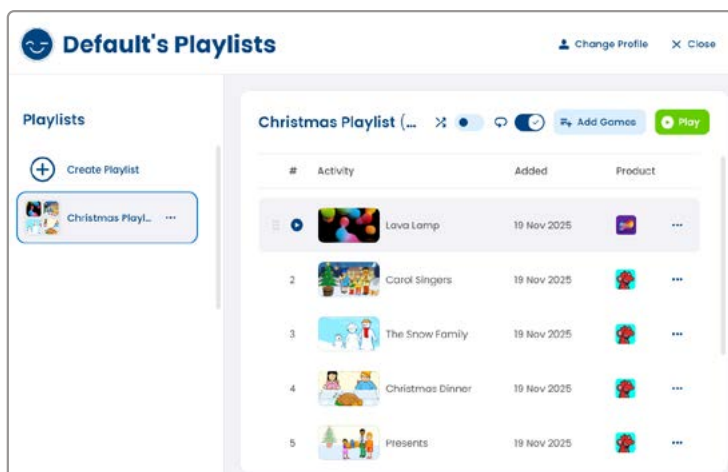 Default's Playlists
Change Profile
Close
Playlists
Create Playlist
Christmas Playl...
Christmas Playlist (...
Add Games
Play
# Activity Added Product
Lava Lamp 19 Nov 2025
2 Carol Singers 19 Nov 2025
3 The Snow Family 19 Nov 2025
4 Christmas Dinner 19 Nov 2025
5 Presents 19 Nov 2025